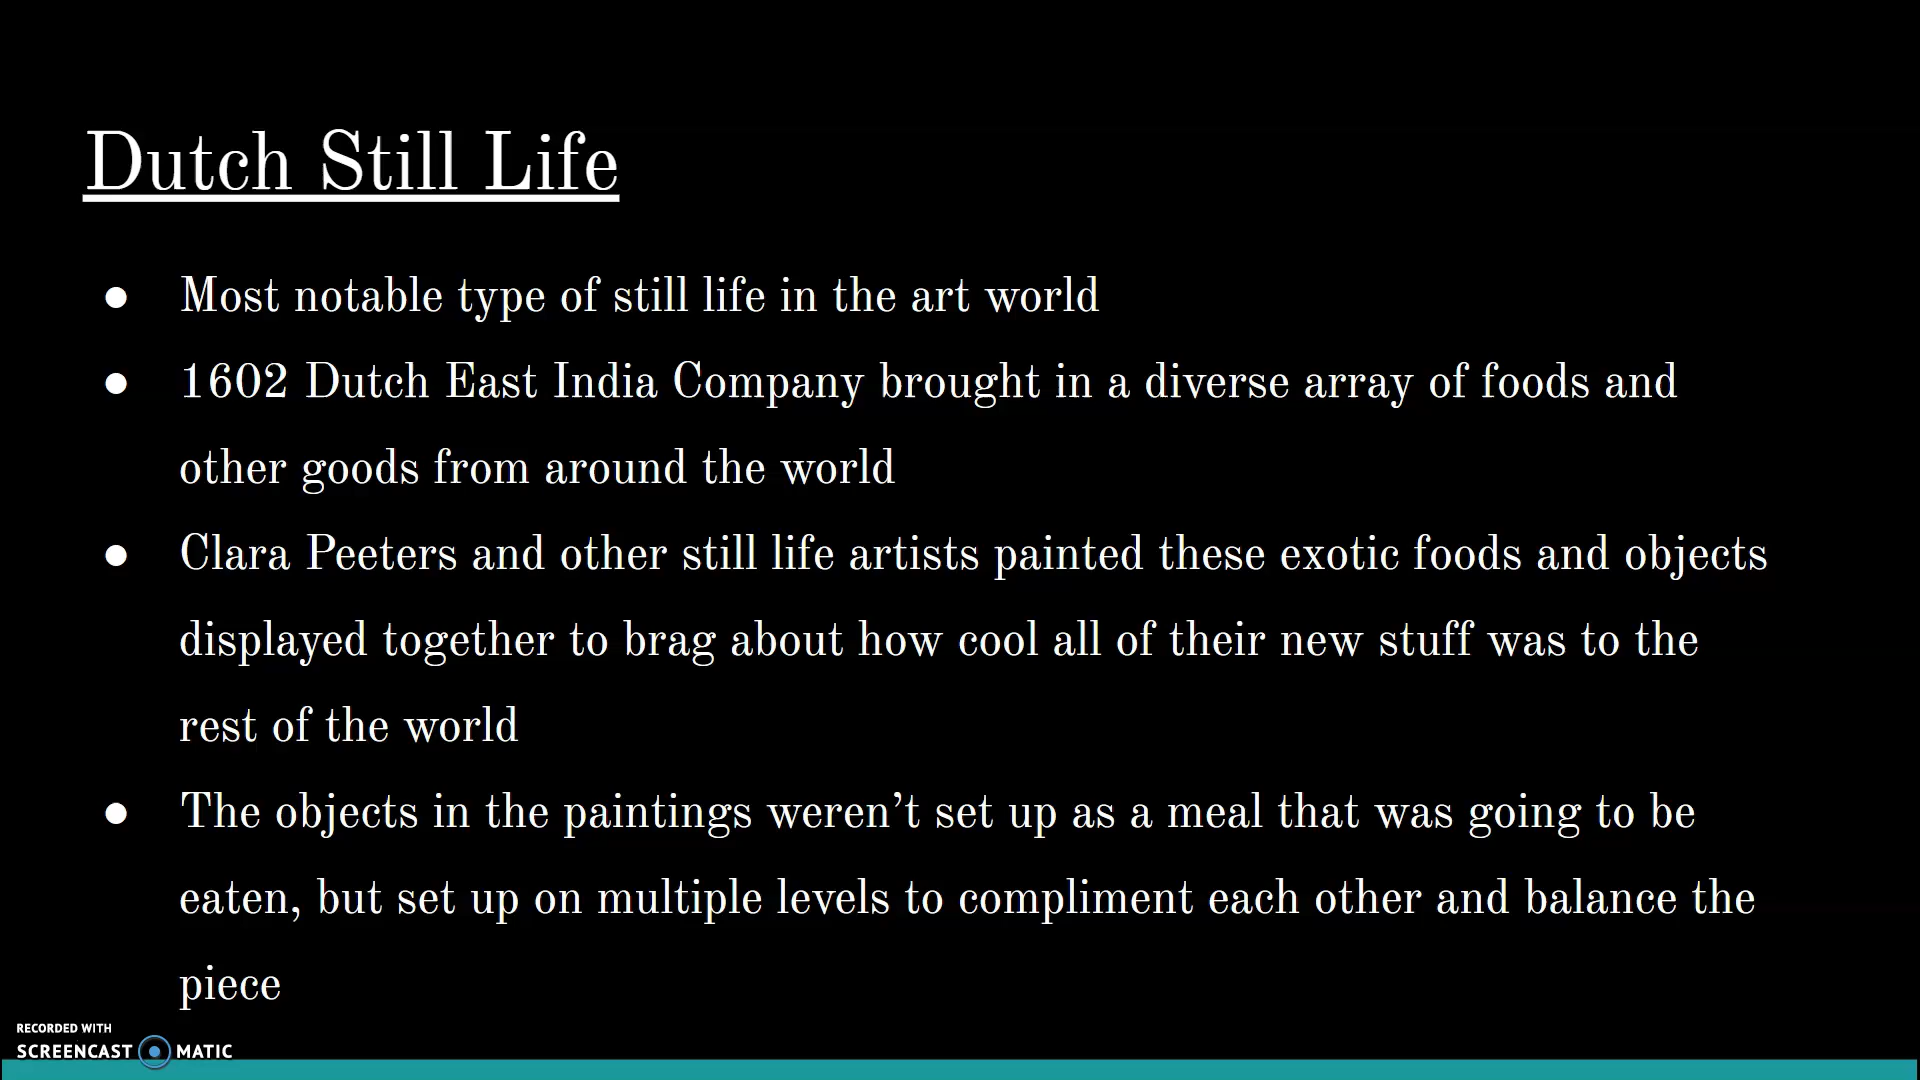 Dutch Still Life
● Most notable type of still life in the art world
● 1602 Dutch East India Company brought in a diverse array of foods and
other goods from around the world
● Clara Peeters and other still life artists painted these exotic foods and objects
displayed together to brag about how cool all of their new stuff was to the
rest of the world
● The objects in the paintings weren’t set up as a meal that was going to be
eaten, but set up on multiple levels to compliment each other and balance the
piece
RECORDED WITH
SCREENCAST MATIC